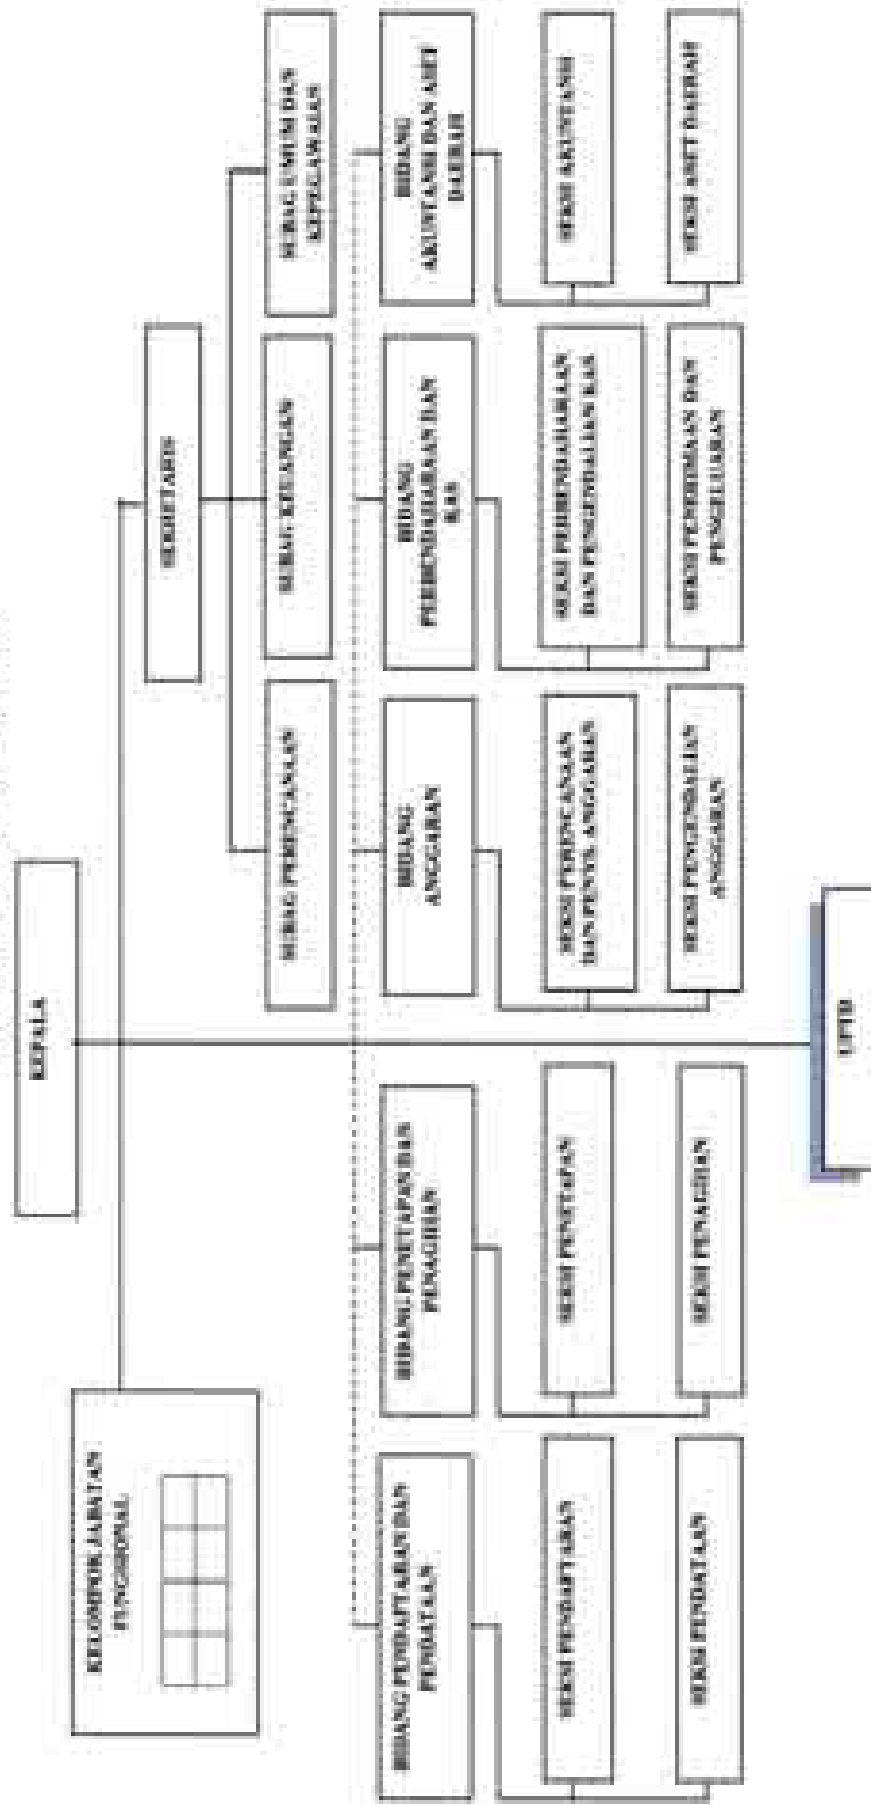 KEPALA
KELOMPOK JABATAN
FUNGSIONAL
SEKRETARIS
SUBAG PERENCANAAN
SUBAG KEUANGAN
SUBAG UMUM DAN
KEPEGAWAIAN
BIDANG PENDAFTARAN DAN
PENDATAAN
BIDANG PENETAPAN DAN
PENAGIHAN
BIDANG
ANGGARAN
BIDANG
PERBENDAHARAAN DAN
KAS
BIDANG
AKUNTANSI DAN ASET
DAERAH
SEKSI PENDAFTARAN
SEKSI PENETAPAN
SEKSI PERENCANAAN
DAN PENYS. ANGGARAN
SEKSI PERBENDAHARAAN
DAN PENGENDALIAN KAS
SEKSI AKUNTANSI
SEKSI PENDATAAN
SEKSI PENAGIHAN
SEKSI PENGENDALIAN
ANGGARAN
SEKSI PENERIMAAN DAN
PENGELUARAN
SEKSI ASET DAERAH
UPTB